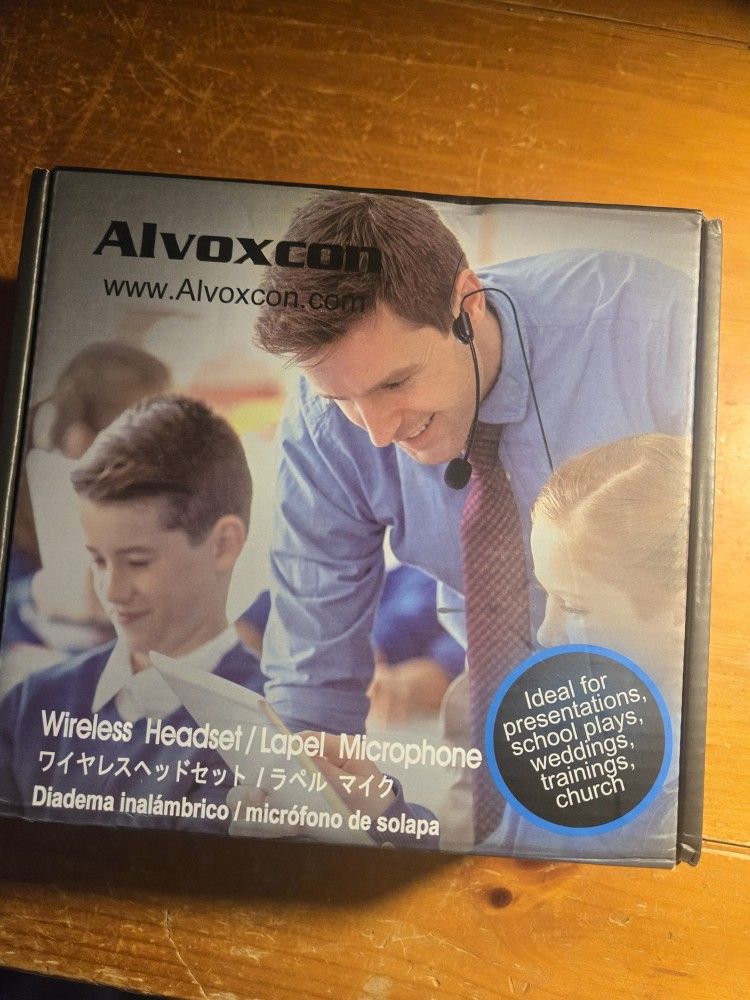 Alvoxcon
www.Alvoxcon.com
Wireless Headset/Lapel Microphone
ワイヤレスヘッドセット/ラペル マイク
Diadema inalámbrico / micrófono de solapa
Ideal for
presentations,
school plays,
weddings,
trainings,
church